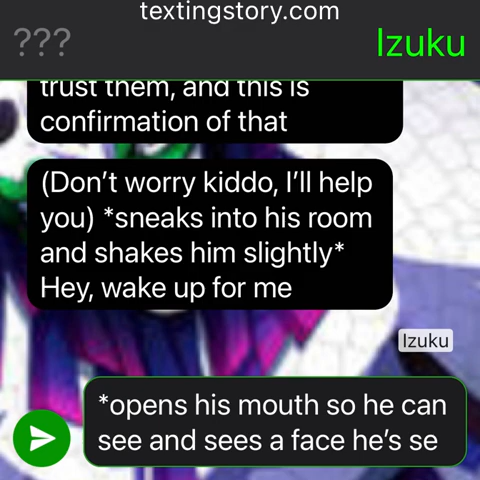 textingstory.com
???
Izuku
trust them, and this is
confirmation of that
(Don’t worry kiddo, I’ll help
you) *sneaks into his room
and shakes him slightly*
Hey, wake up for me
Izuku
*opens his mouth so he can
see and sees a face he’s se